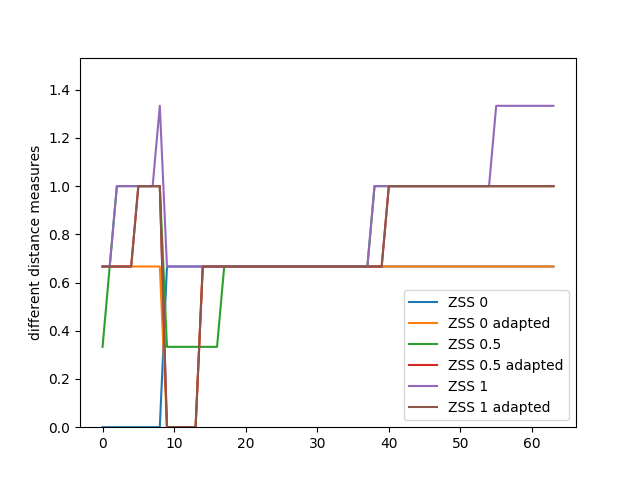 1.4
1.2
1.0
0.8
0.6
0.4
0.2
0.0
different distance measures
0
10
20
30
40
50
60
ZSS 0
ZSS 0 adapted
ZSS 0.5
ZSS 0.5 adapted
ZSS 1
ZSS 1 adapted